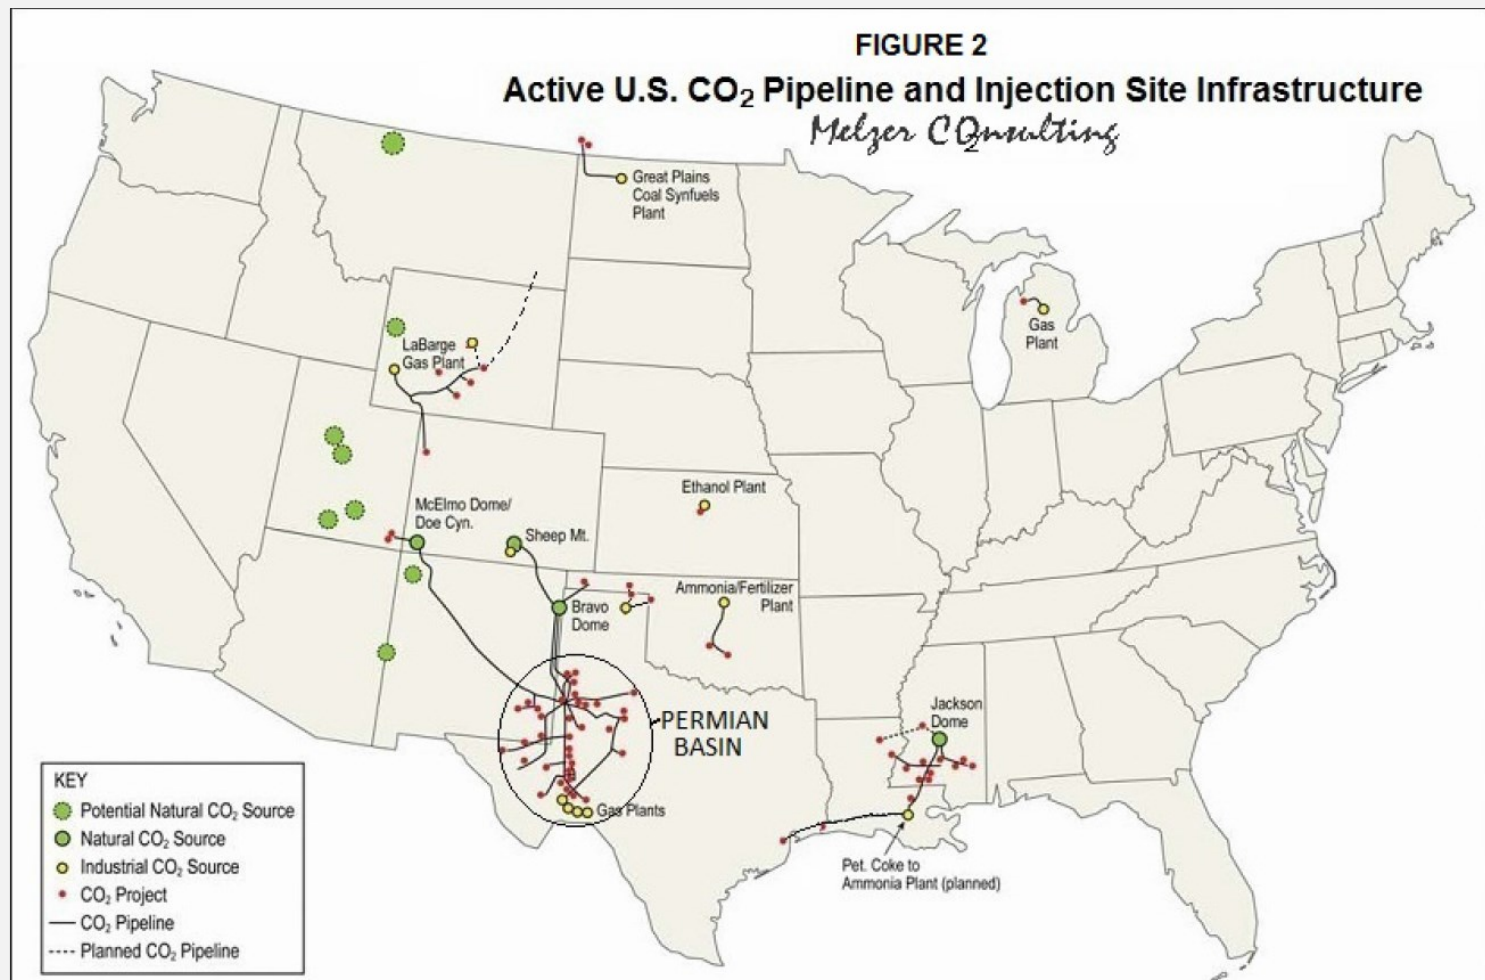 FIGURE 2
Active U.S. CO₂ Pipeline and Injection Site Infrastructure
Melzer CO₂nsulting
Great Plains
Coal Synfuels
Plant
LaBarge
Gas Plant
Gas
Plant
Ethanol Plant
McElmo Dome/
Doe Cyn.
Sheep Mt.
Ammonia/Fertilizer
Plant
Bravo
Dome
PERMIAN
BASIN
Jackson
Dome
Gas Plants
Pet. Coke to
Ammonia Plant (planned)
KEY
Potential Natural CO₂ Source
Natural CO₂ Source
Industrial CO₂ Source
CO₂ Project
CO₂ Pipeline
Planned CO₂ Pipeline